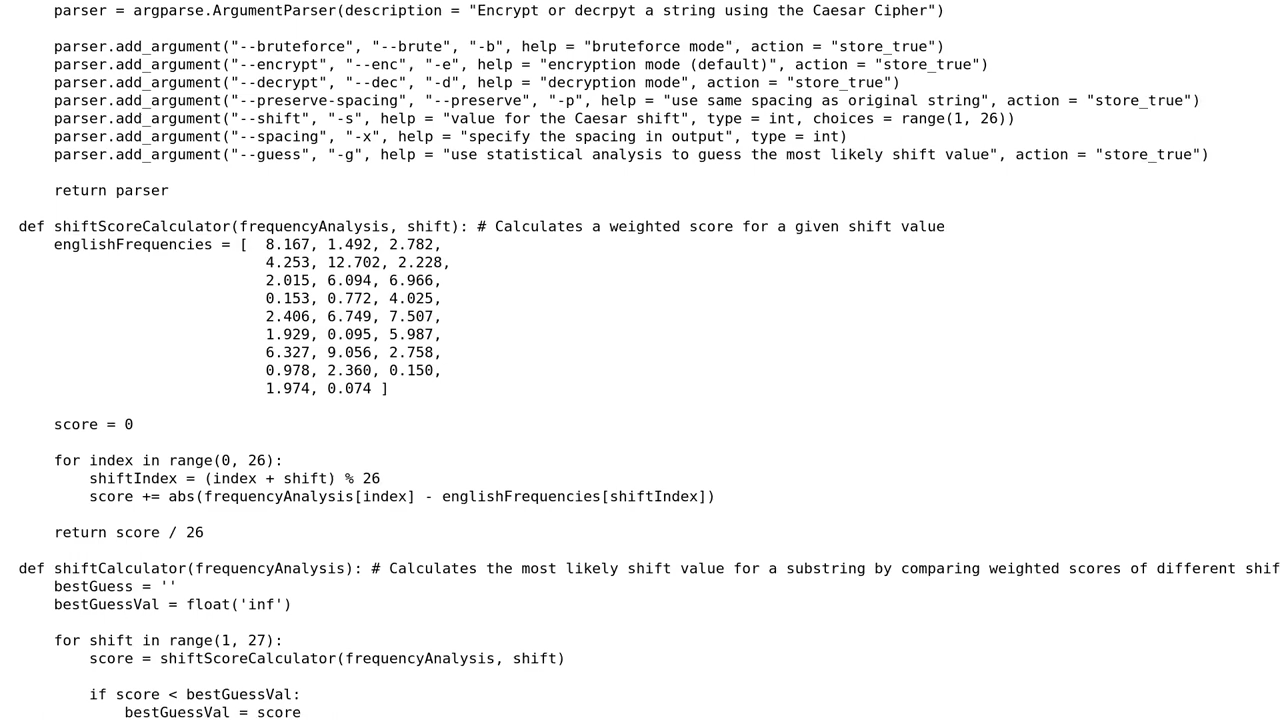 parser = argparse.ArgumentParser(description = "Encrypt or decrpyt a string using the Caesar Cipher")
parser.add_argument("--bruteforce", "--brute", "-b", help = "bruteforce mode", action = "store_true")
parser.add_argument("--encrypt", "--enc", "-e", help = "encryption mode (default)", action = "store_true")
parser.add_argument("--decrypt", "--dec", "-d", help = "decryption mode", action = "store_true")
parser.add_argument("--preserve-spacing", "--preserve", "-p", help = "use same spacing as original string", action = "store_true")
parser.add_argument("--shift", "-s", help = "value for the Caesar shift", type = int, choices = range(1, 26))
parser.add_argument("--spacing", "-x", help = "specify the spacing in output", type = int)
parser.add_argument("--guess", "-g", help = "use statistical analysis to guess the most likely shift value", action = "store_true")
return parser
def shiftScoreCalculator(frequencyAnalysis, shift): # Calculates a weighted score for a given shift value
englishFrequencies = [ 8.167, 1.492, 2.782,
4.253, 12.702, 2.228,
2.015, 6.094, 6.966,
0.153, 0.772, 4.025,
2.406, 6.749, 7.507,
1.929, 0.095, 5.987,
6.327, 9.056, 2.758,
0.978, 2.360, 0.150,
1.974, 0.074 ]
score = 0
for index in range(0, 26):
shiftIndex = (index + shift) % 26
score += abs(frequencyAnalysis[index] - englishFrequencies[shiftIndex])
return score / 26
def shiftCalculator(frequencyAnalysis): # Calculates the most likely shift value for a substring by comparing weighted scores of different shif
bestGuess = ''
bestGuessVal = float('inf')
for shift in range(1, 27):
score = shiftScoreCalculator(frequencyAnalysis, shift)
if score < bestGuessVal:
bestGuessVal = score